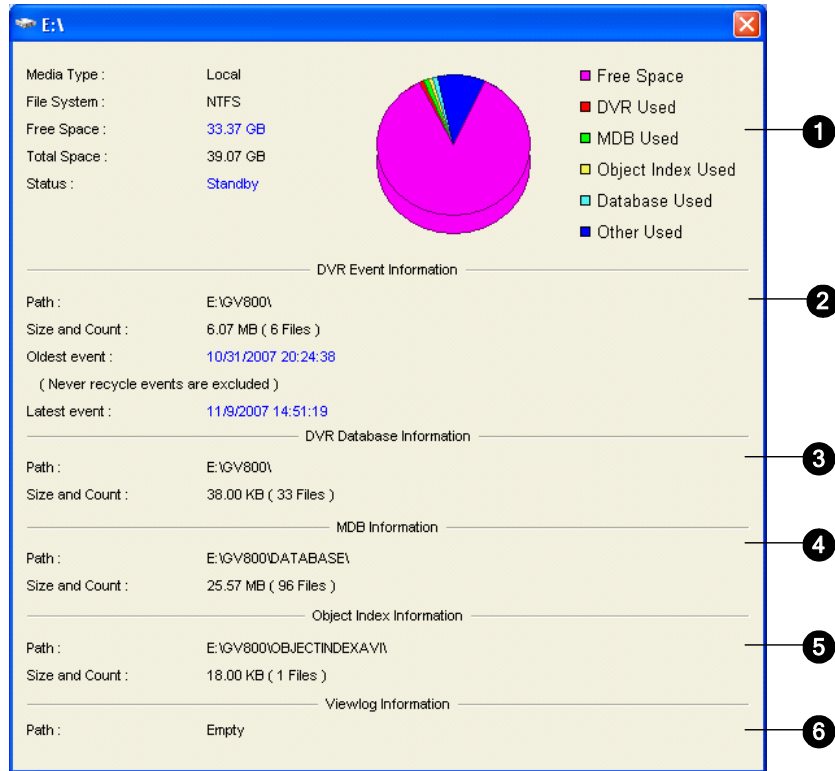 E:\
Media Type : Local
File System : NTFS
Free Space : 33.37 GB
Total Space : 39.07 GB
Status : Standby
Free Space
DVR Used
MDB Used
Object Index Used
Database Used
Other Used
1
DVR Event Information
2
Path : E:\GV800\
Size and Count : 6.07 MB ( 6 Files )
Oldest event : 10/31/2007 20:24:38
( Never recycle events are excluded )
Latest event : 11/9/2007 14:51:19
DVR Database Information
3
Path : E:\GV800\
Size and Count : 38.00 KB ( 33 Files )
MDB Information
4
Path : E:\GV800\DATABASE\
Size and Count : 25.57 MB ( 96 Files )
Object Index Information
5
Path : E:\GV800\OBJECTINDEXAVI\
Size and Count : 18.00 KB ( 1 Files )
Viewlog Information
6
Path : Empty